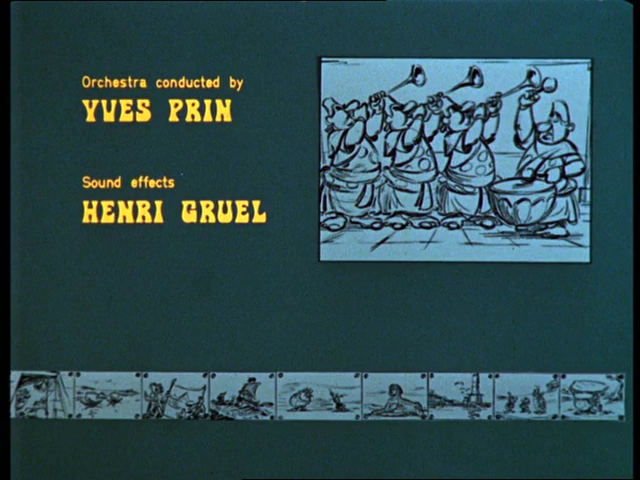 Orchestra conducted by
YVES PRIN
Sound effects
HENRI GRUEL